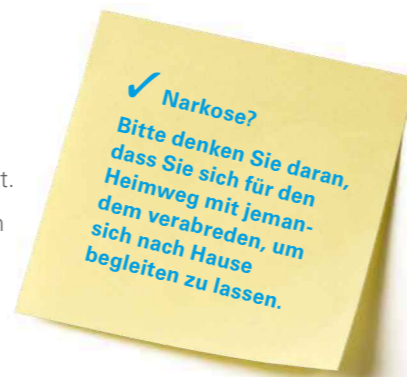 ✓ Narkose?
Bitte denken Sie daran,
dass Sie sich für den
Heimweg mit jeman-
dem verabreden, um
sich nach Hause
begleiten zu lassen.
t.